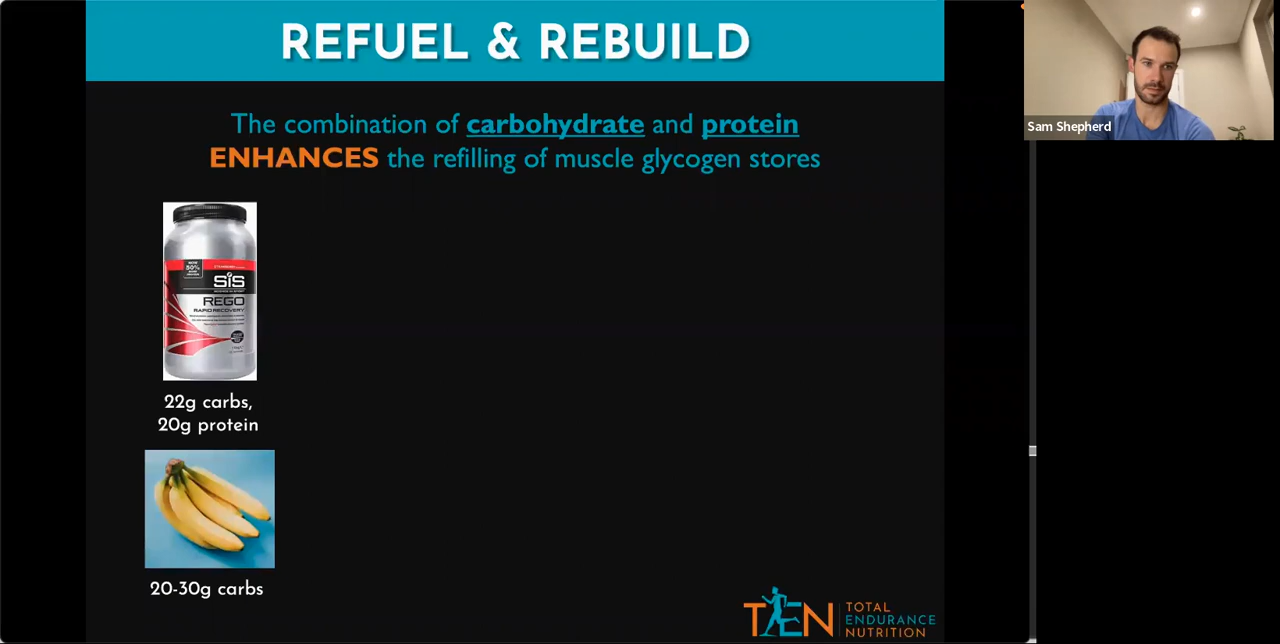 REFUEL & REBUILD
The combination of carbohydrate and protein
ENHANCES the refilling of muscle glycogen stores
SiS
REGO
RAPID RECOVERY
22g carbs,
20g protein
20-30g carbs
TEN
TOTAL
ENDURANCE
NUTRITION
Sam Shepherd